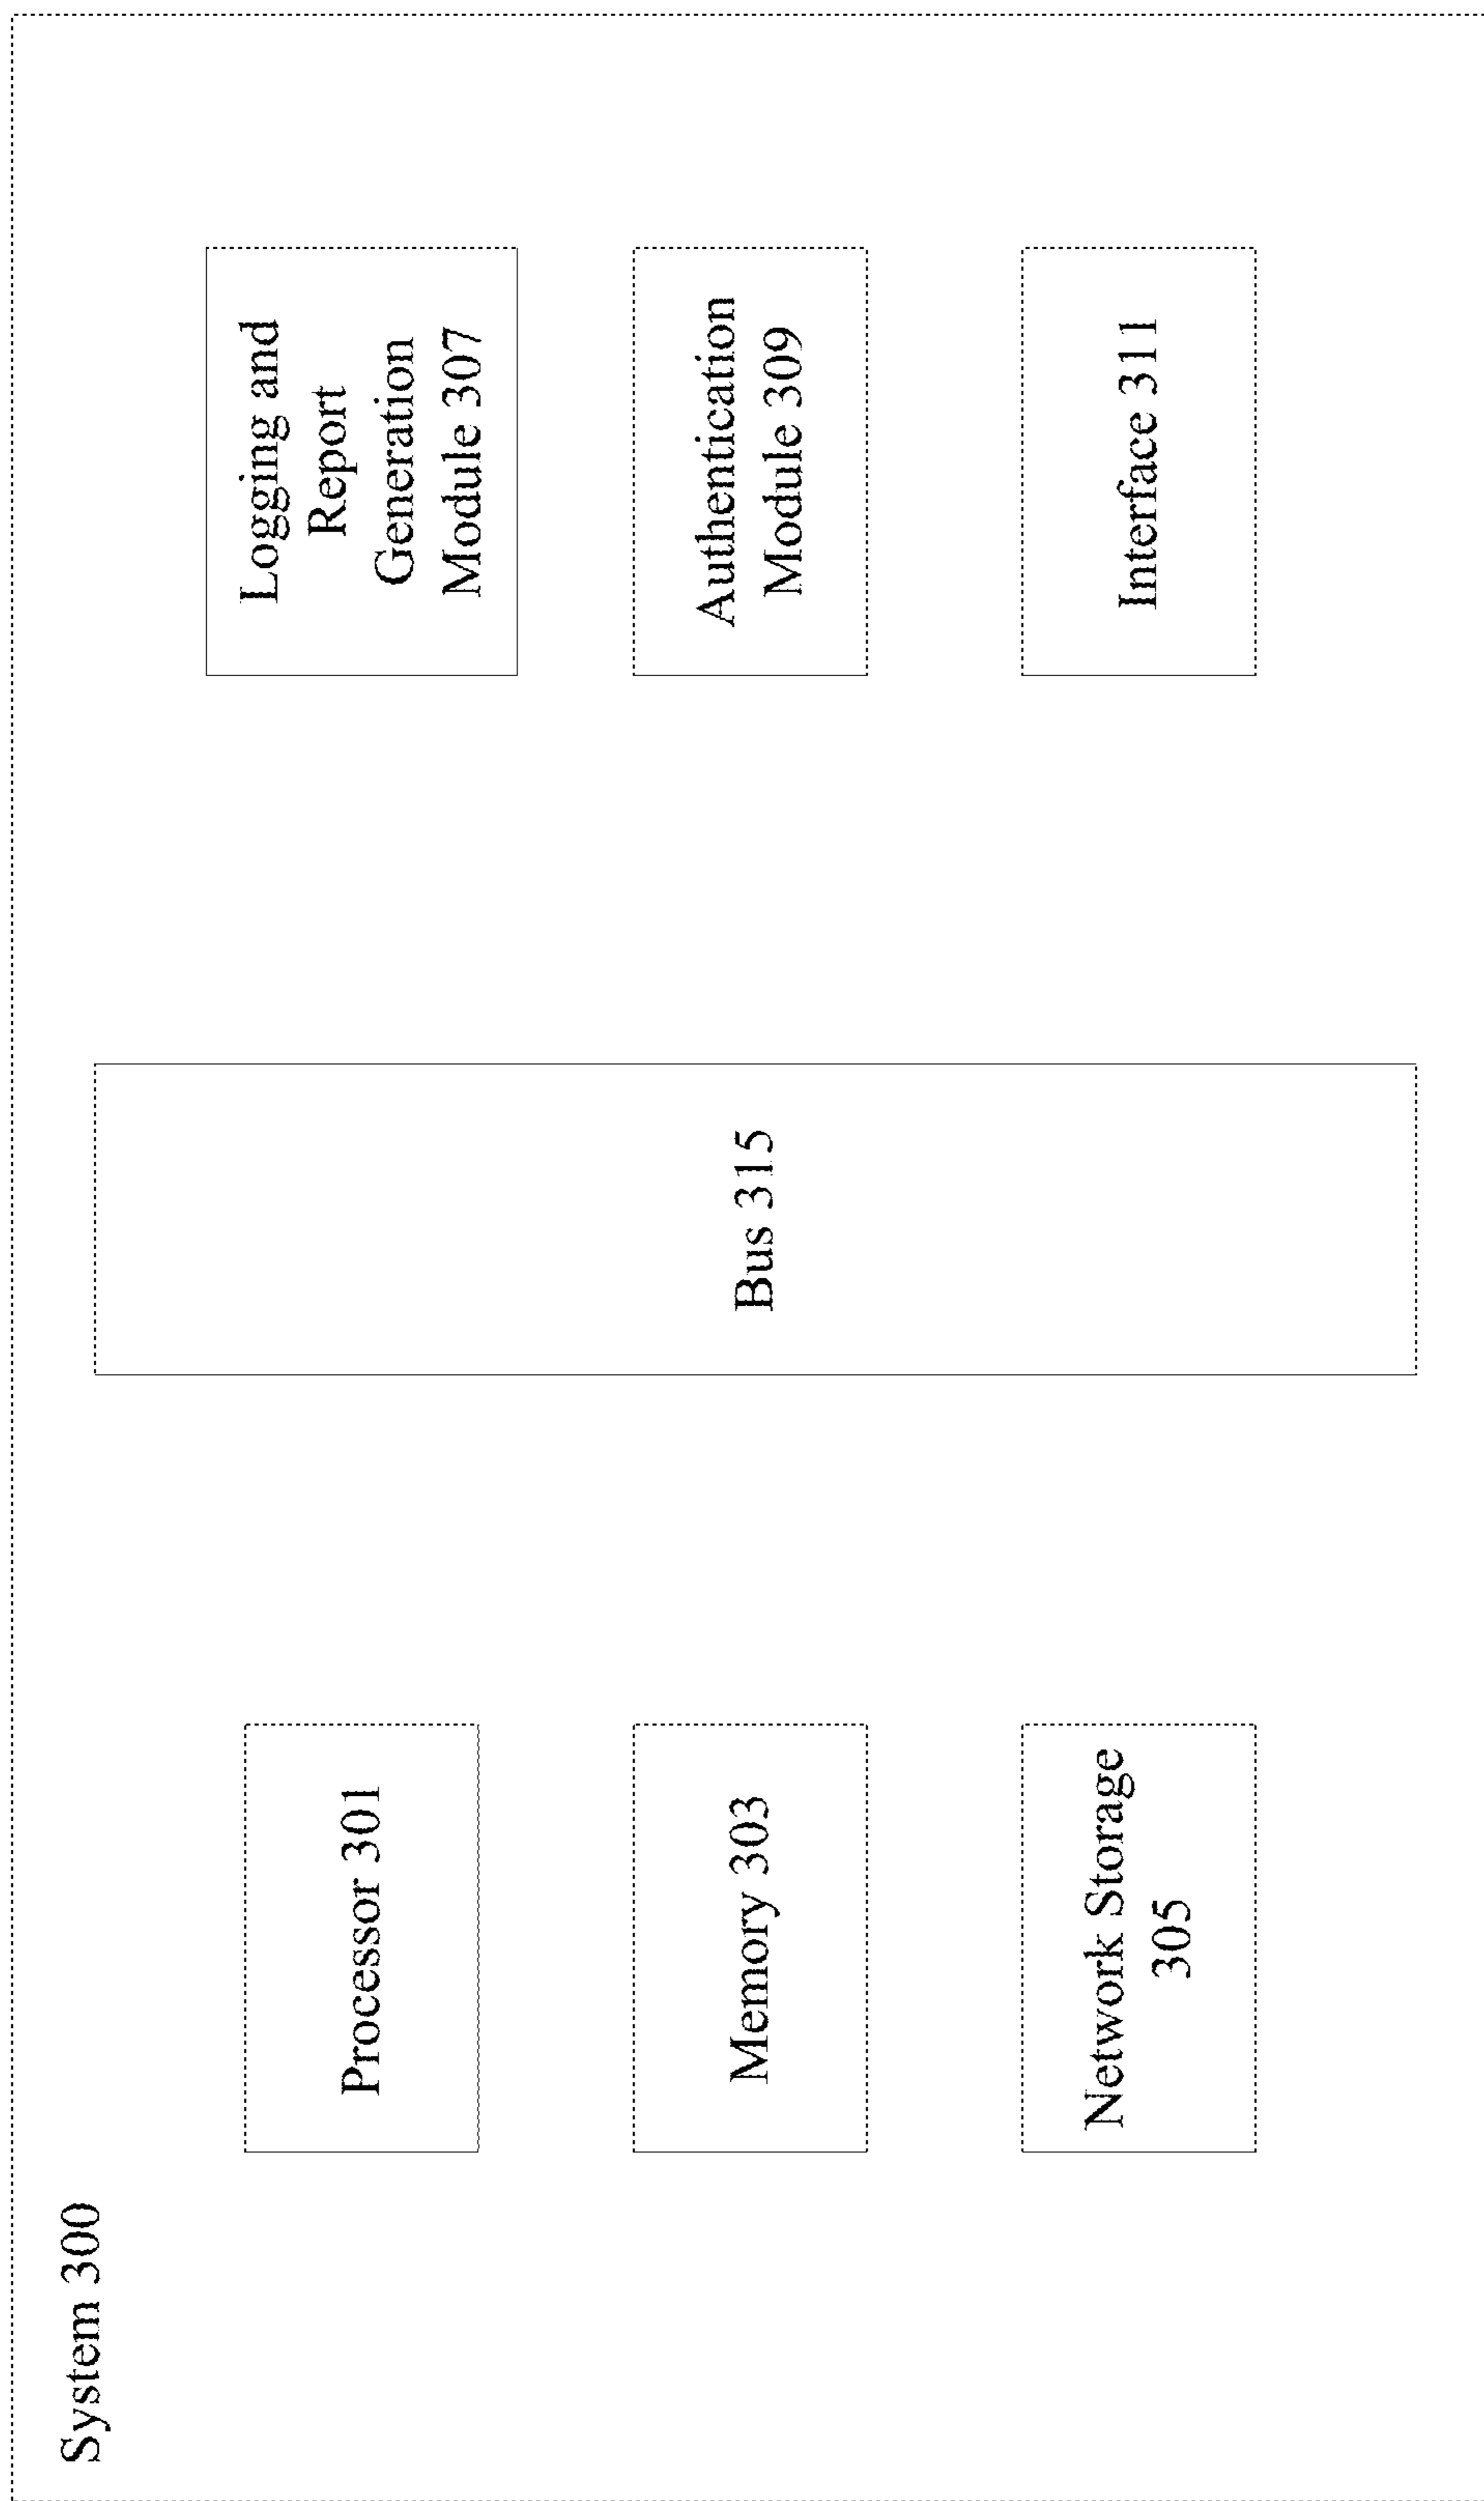 System 300
Processor 301
Memory 303
Network Storage
305
Bus 315
Logging and
Report
Generation
Module 307
Authentication
Module 309
Interface 311